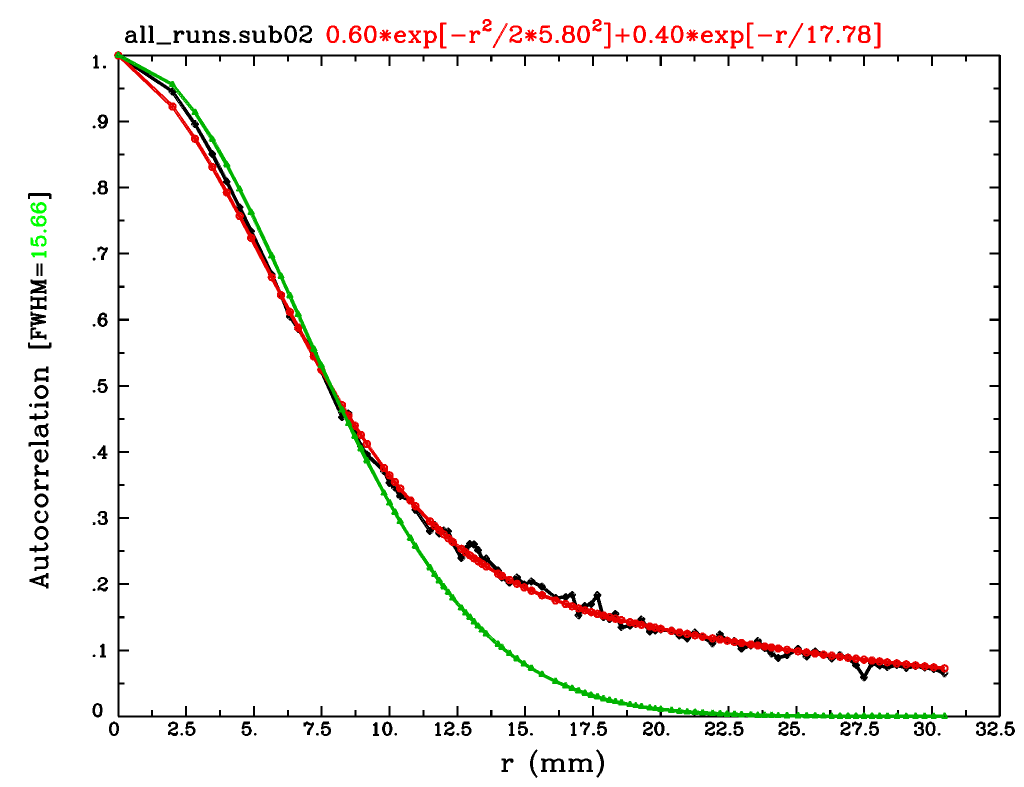 all_runs.sub02 0.60*exp[-r²/2*5.80²]+0.40*exp[-r/17.78]
1.
.9
.8
.7
.6
.5
.4
.3
.2
.1
0
Autocorrelation [FWHM=15.66]
0. 2.5 5. 7.5 10. 12.5 15. 17.5 20. 22.5 25. 27.5 30. 32.5
r (mm)